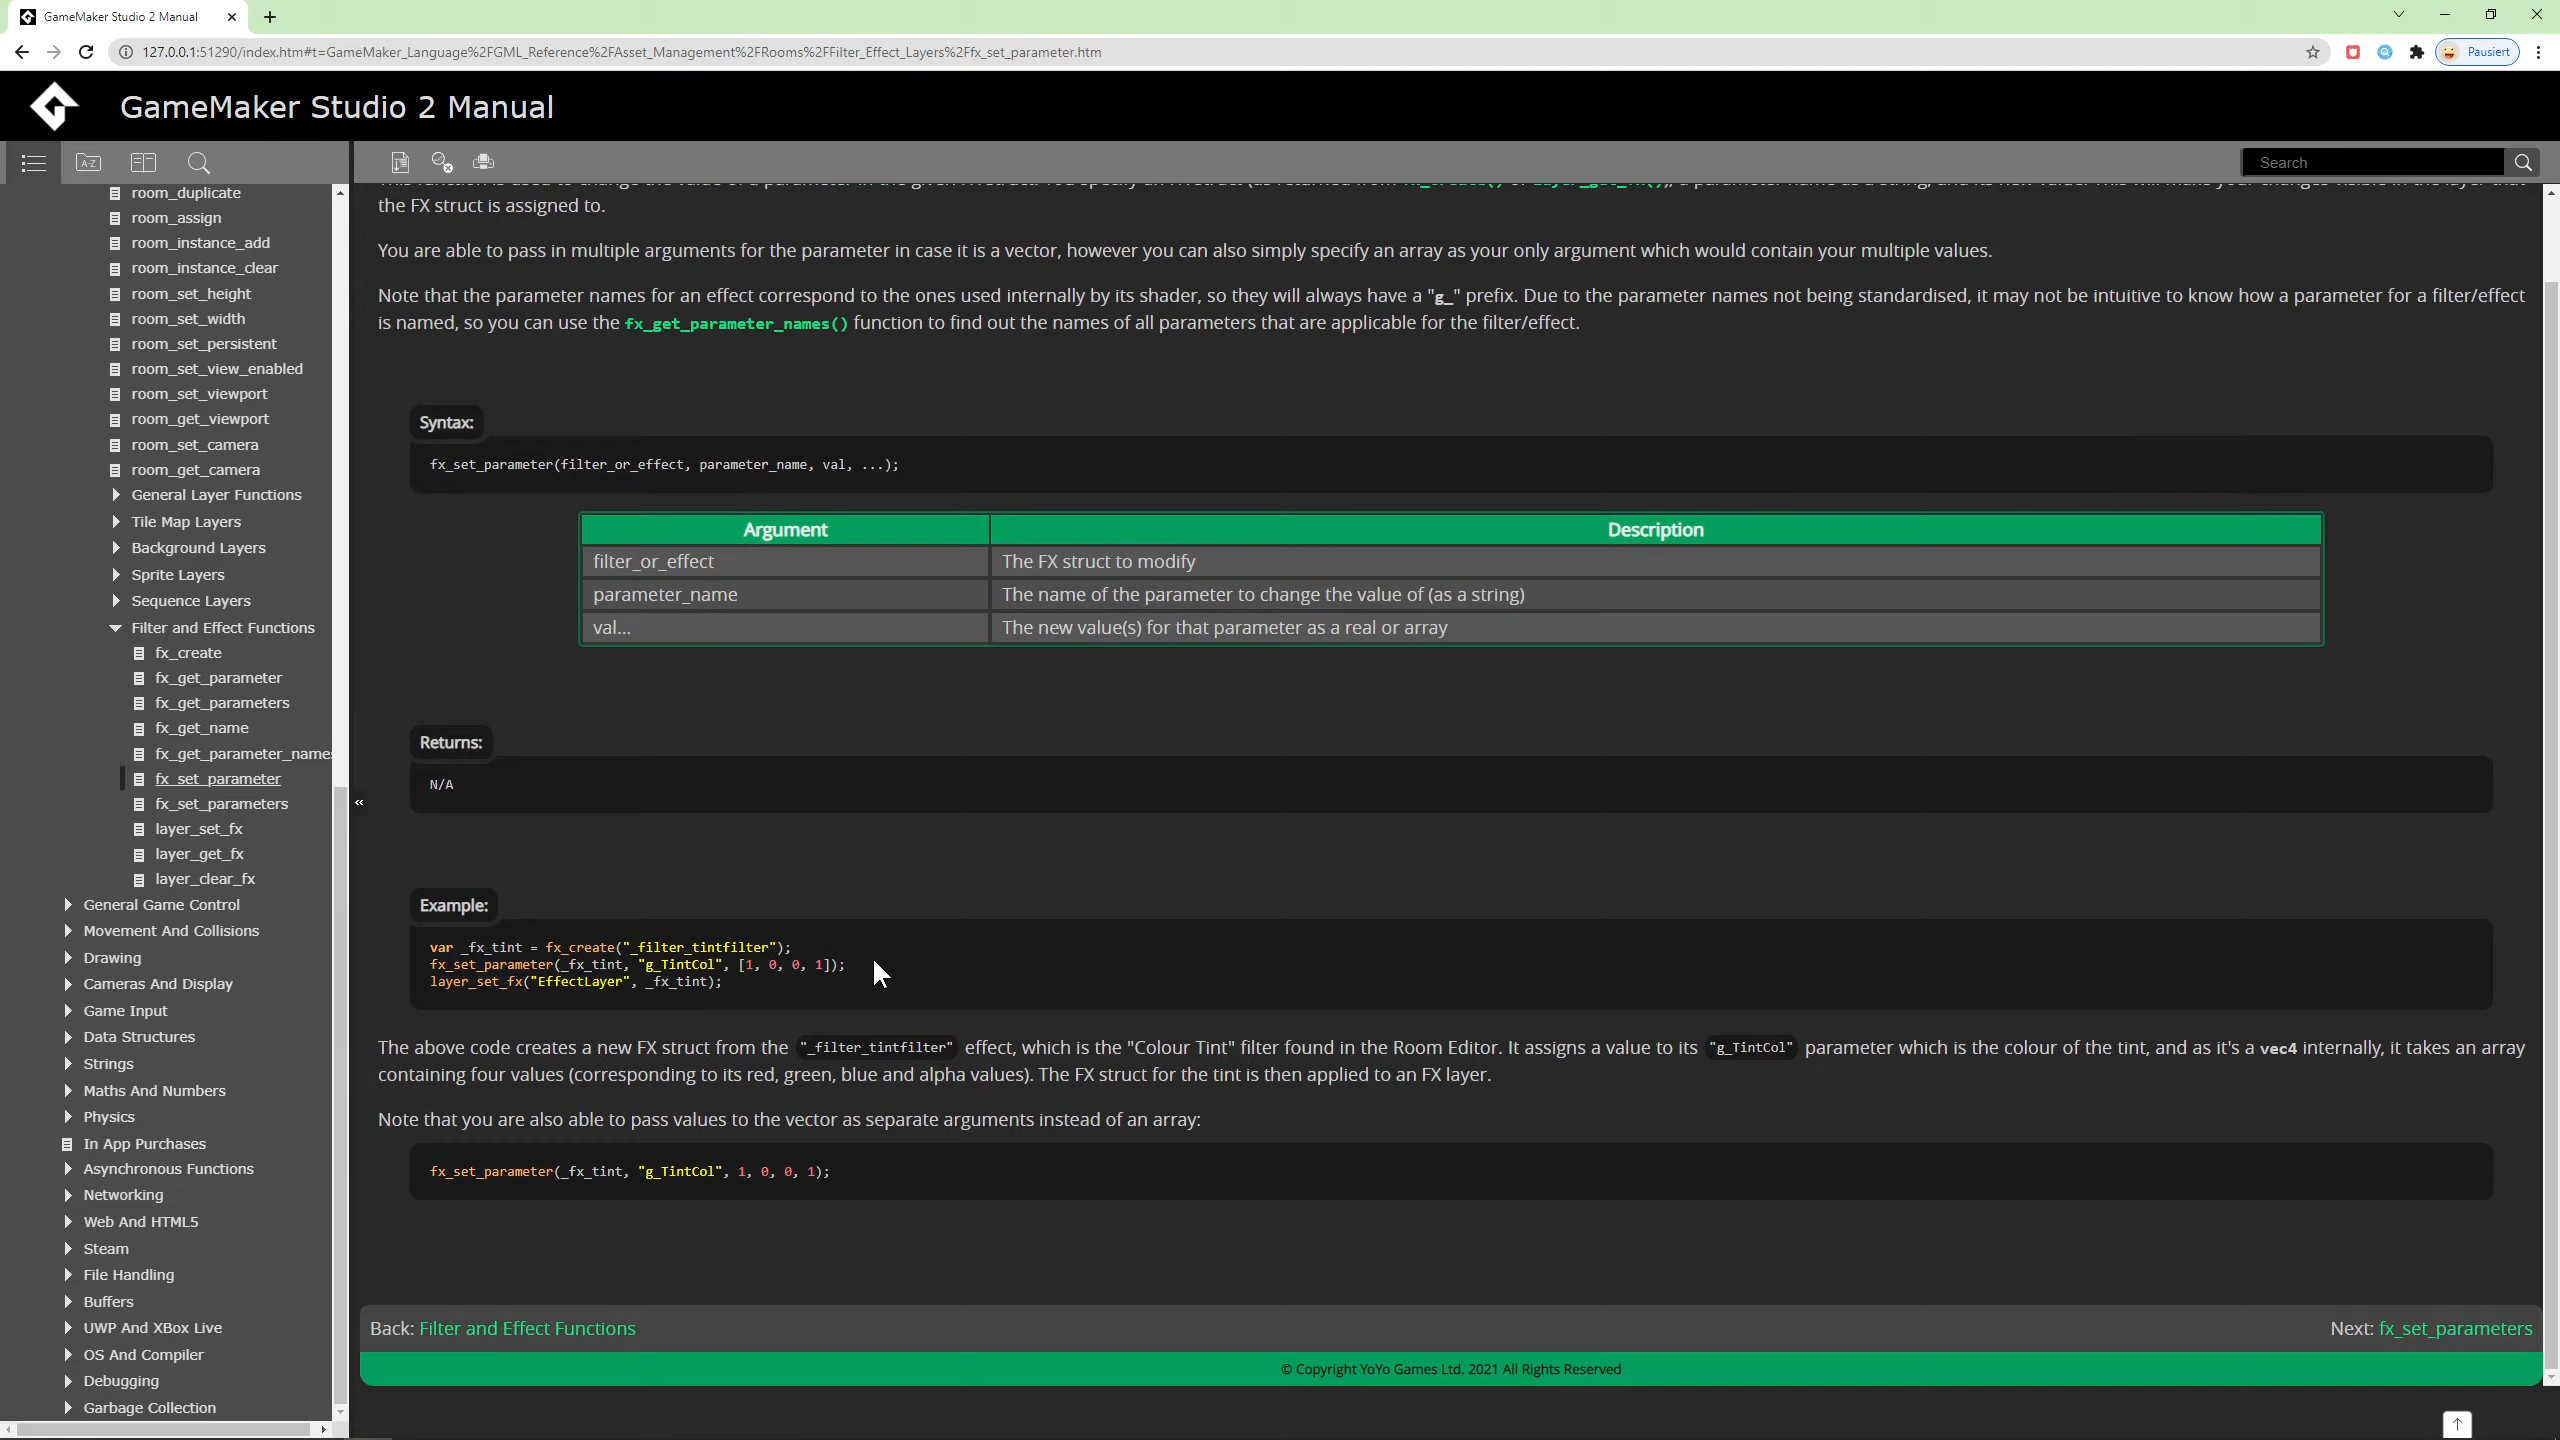 GameMaker Studio 2 Manual
127.0.0.1:51290/index.htm#t=GameMaker_Language%2FGML_Reference%2FAsset_Management%2FRooms%2FFilter_Effect_Layers%2Ffx_set_parameter.htm
Pausiert
GameMaker Studio 2 Manual
A-Z
Search
room_duplicate
room_assign
room_instance_add
room_instance_clear
room_set_height
room_set_width
room_set_persistent
room_set_view_enabled
room_set_viewport
room_get_viewport
room_set_camera
room_get_camera
General Layer Functions
Tile Map Layers
Background Layers
Sprite Layers
Sequence Layers
Filter and Effect Functions
fx_create
fx_get_parameter
fx_get_parameters
fx_get_name
fx_get_parameter_name
fx_set_parameter
fx_set_parameters
layer_set_fx
layer_get_fx
layer_clear_fx
General Game Control
Movement And Collisions
Drawing
Cameras And Display
Game Input
Data Structures
Strings
Maths And Numbers
Physics
In App Purchases
Asynchronous Functions
Networking
Web And HTML5
Steam
File Handling
Buffers
UWP And XBox Live
OS And Compiler
Debugging
Garbage Collection
«
the FX struct is assigned to.
You are able to pass in multiple arguments for the parameter in case it is a vector, however you can also simply specify an array as your only argument which would contain your multiple values.
Note that the parameter names for an effect correspond to the ones used internally by its shader, so they will always have a "g_" prefix. Due to the parameter names not being standardised, it may not be intuitive to know how a parameter for a filter/effect
is named, so you can use the fx_get_parameter_names() function to find out the names of all parameters that are applicable for the filter/effect.
Syntax:
fx_set_parameter(filter_or_effect, parameter_name, val, ...);
Argument Description
filter_or_effect The FX struct to modify
parameter_name The name of the parameter to change the value of (as a string)
val... The new value(s) for that parameter as a real or array
Returns:
N/A
Example:
var _fx_tint = fx_create("_filter_tintfilter");
fx_set_parameter(_fx_tint, "g_TintCol", [1, 0, 0, 1]);
layer_set_fx("EffectLayer", _fx_tint);
The above code creates a new FX struct from the "_filter_tintfilter" effect, which is the "Colour Tint" filter found in the Room Editor. It assigns a value to its "g_TintCol" parameter which is the colour of the tint, and as it's a vec4 internally, it takes an array
containing four values (corresponding to its red, green, blue and alpha values). The FX struct for the tint is then applied to an FX layer.
Note that you are also able to pass values to the vector as separate arguments instead of an array:
fx_set_parameter(_fx_tint, "g_TintCol", 1, 0, 0, 1);
Back: Filter and Effect Functions
Next: fx_set_parameters
© Copyright YoYo Games Ltd. 2021 All Rights Reserved